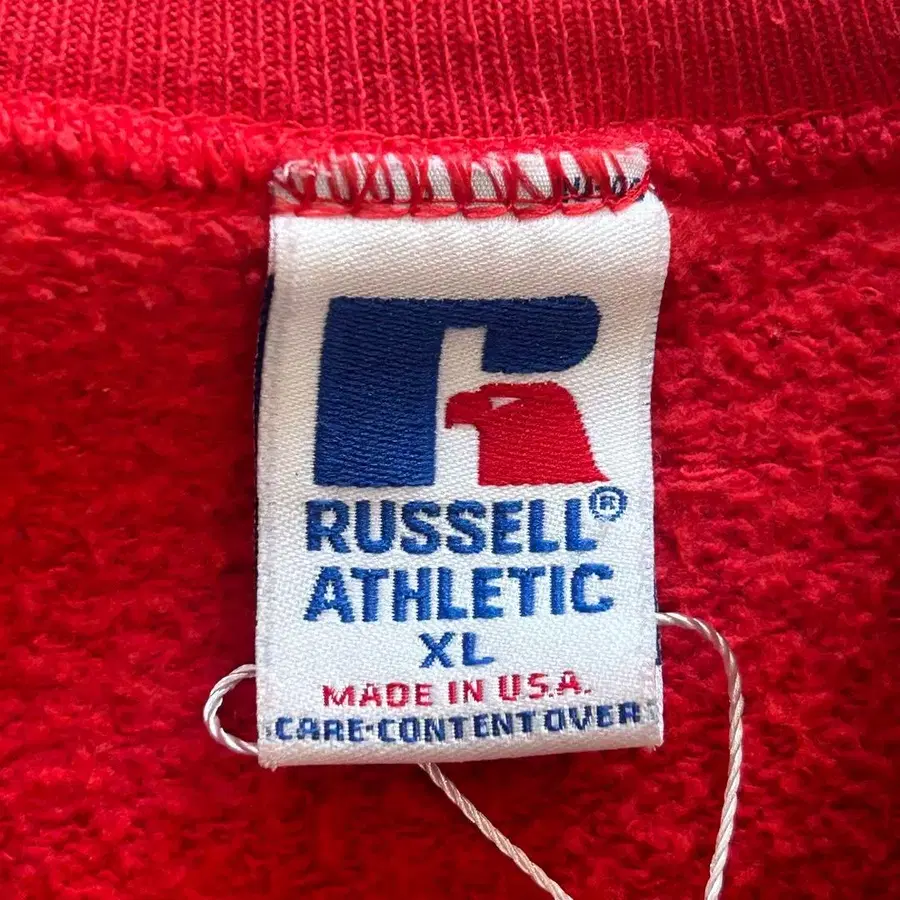 RUSSELL®
ATHLETIC
XL
MADE IN U.S.A.
CARE-CONTENT OVER